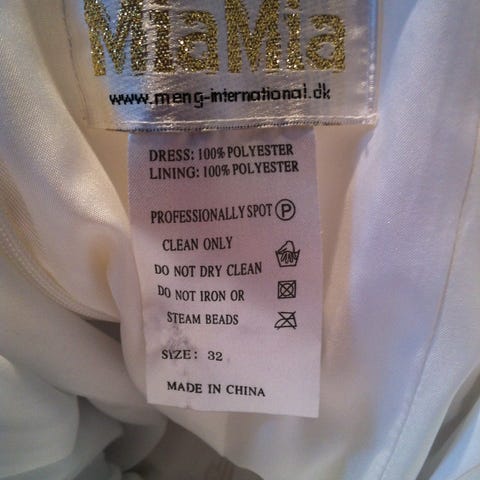 MiaMia
www.meng-international.dk
DRESS: 100% POLYESTER
LINING: 100% POLYESTER
PROFESSIONALLY SPOT P
CLEAN ONLY
DO NOT DRY CLEAN
DO NOT IRON OR
STEAM BEADS
SIZE: 32
MADE IN CHINA